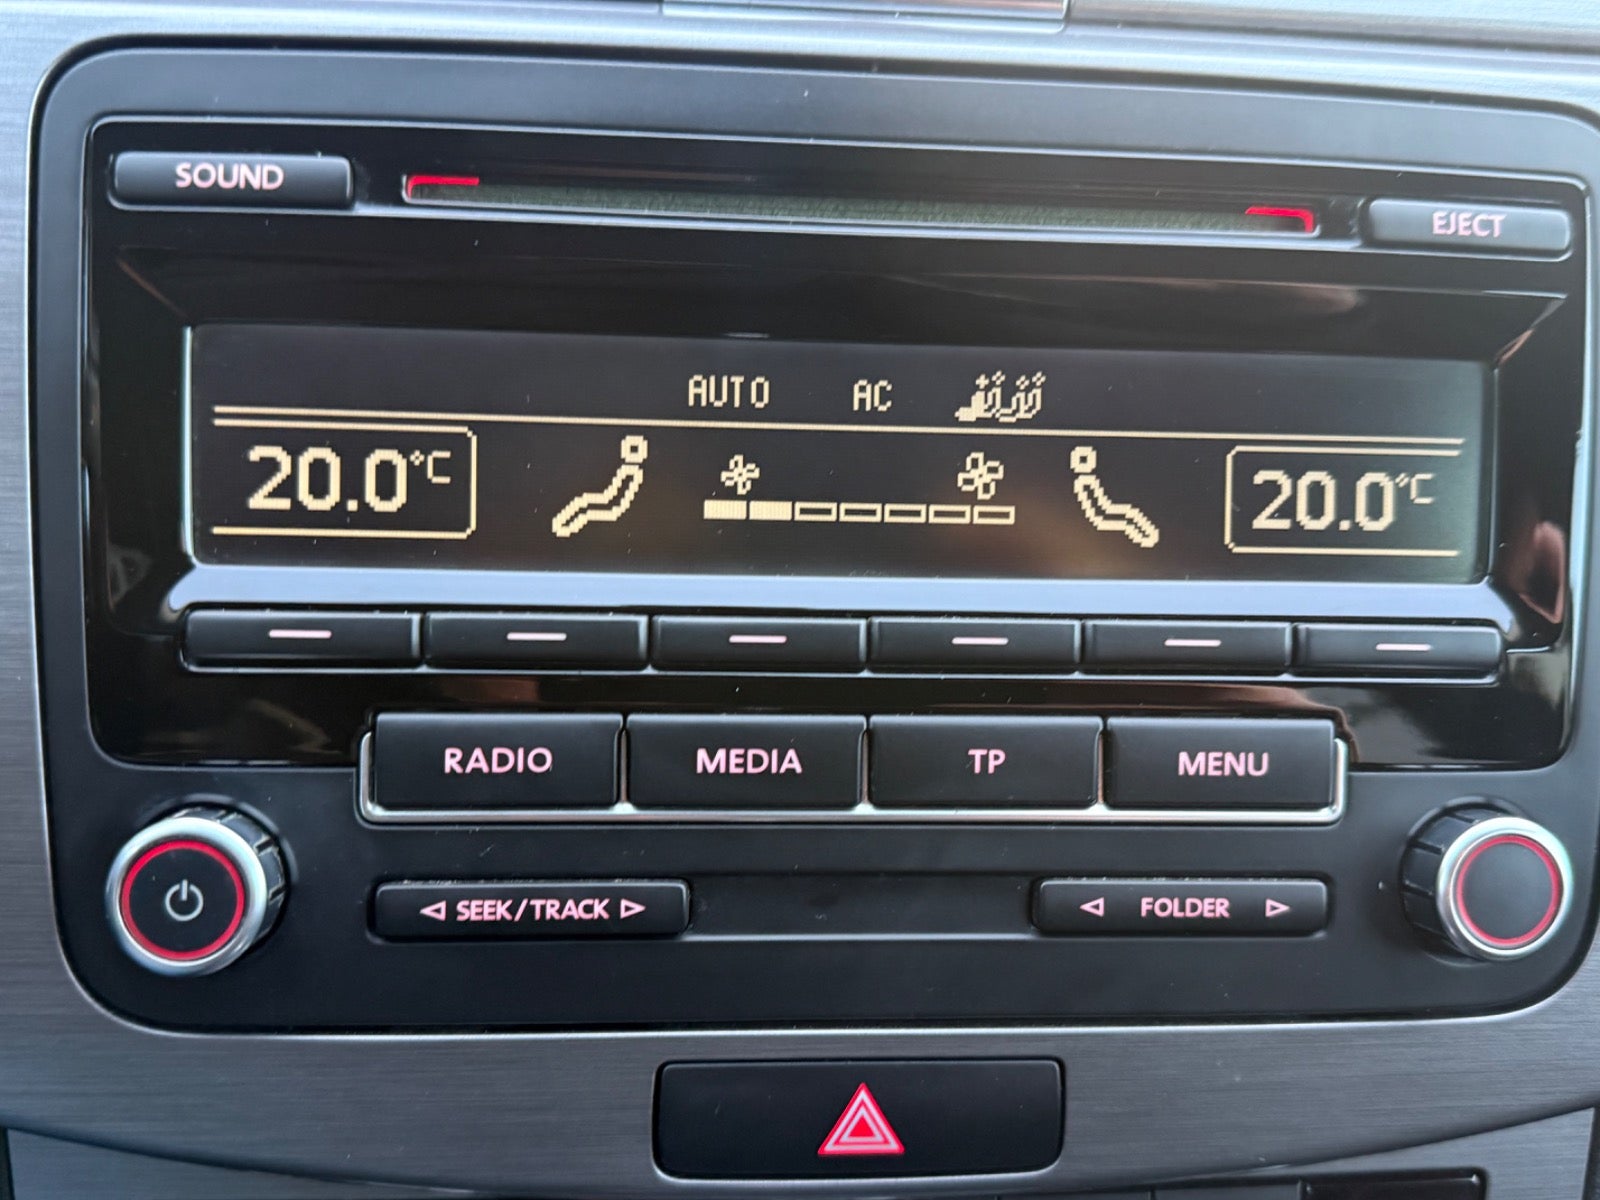 SOUND
EJECT
AUTO AC
20.0°C 20.0°C
RADIO MEDIA TP MENU
SEEK/TRACK FOLDER